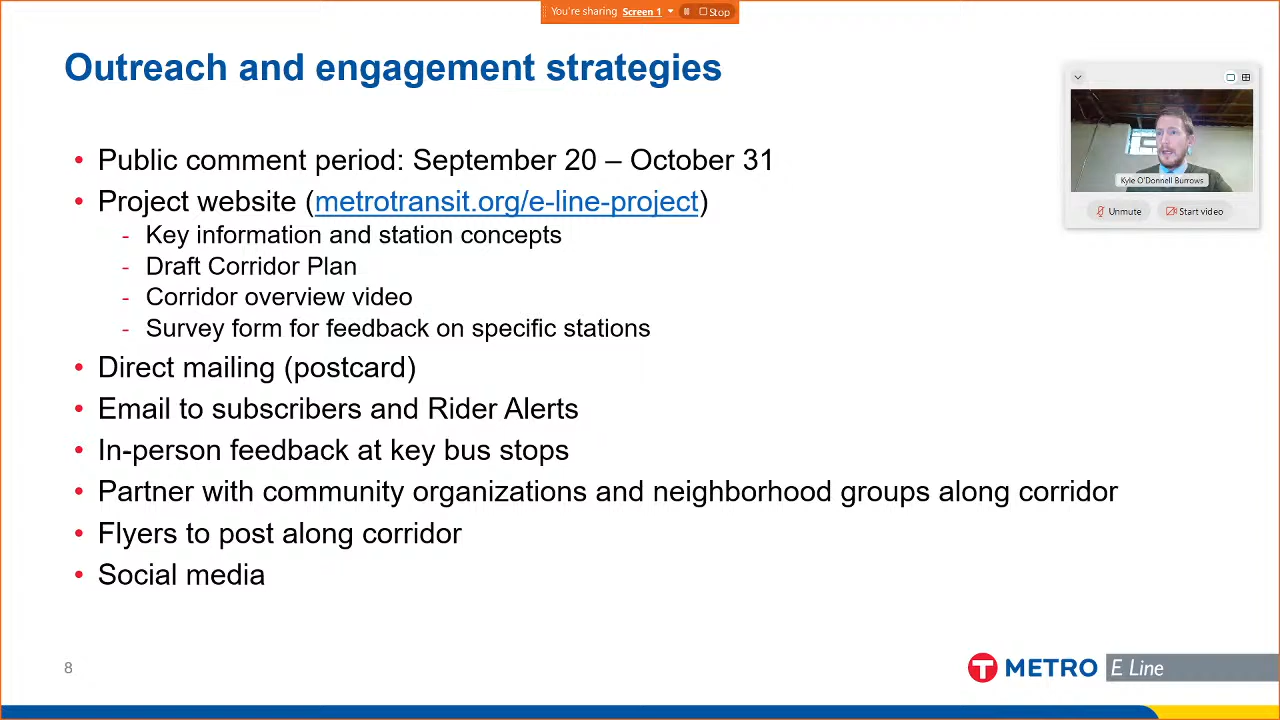 You're sharing Screen 1 Stop
Outreach and engagement strategies
• Public comment period: September 20 – October 31
• Project website (metrotransit.org/e-line-project)
- Key information and station concepts
- Draft Corridor Plan
- Corridor overview video
- Survey form for feedback on specific stations
• Direct mailing (postcard)
• Email to subscribers and Rider Alerts
• In-person feedback at key bus stops
• Partner with community organizations and neighborhood groups along corridor
• Flyers to post along corridor
• Social media
Kyle O'Donnell Burrows
Unmute Start video
8
T METRO E Line